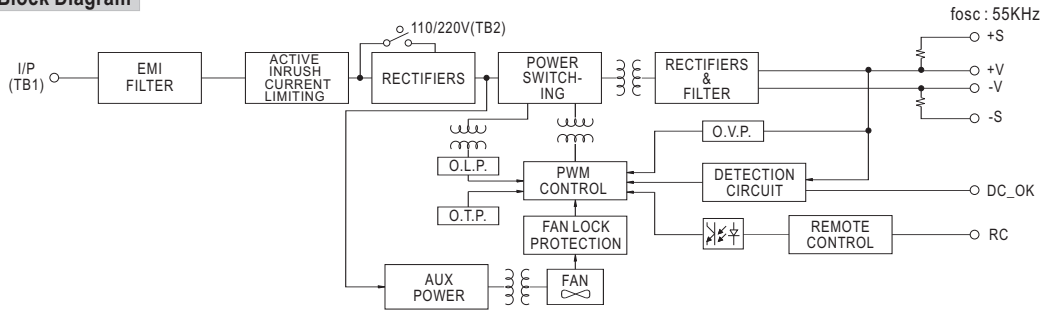 Block Diagram
fosc : 55KHz
110/220V(TB2)
+S
I/P
(TB1)
EMI
FILTER
ACTIVE
INRUSH
CURRENT
LIMITING
RECTIFIERS
POWER
SWITCH-
ING
RECTIFIERS
&
FILTER
+V
-V
-S
O.V.P.
O.L.P.
PWM
CONTROL
DETECTION
CIRCUIT
DC_OK
O.T.P.
FAN LOCK
PROTECTION
REMOTE
CONTROL
RC
AUX
POWER
FAN